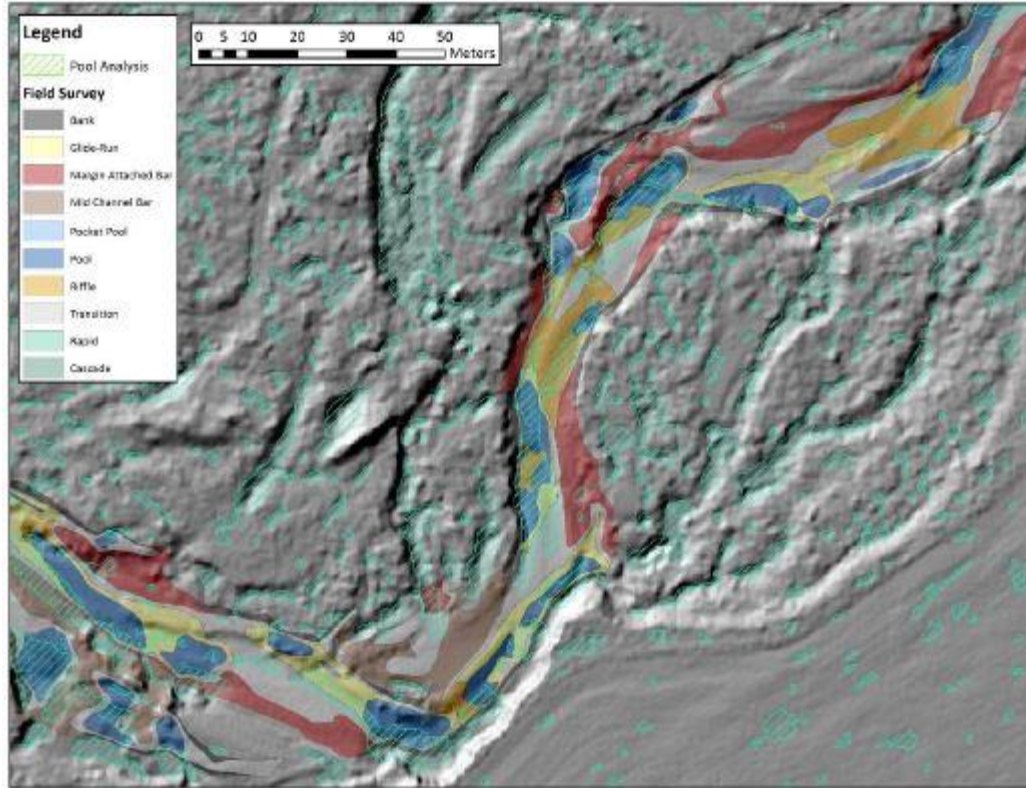 Legend
Pool Analysis
Field Survey
Bank
Glide-Run
Margin Attached Bar
Mid Channel Bar
Pocket Pool
Pool
Riffle
Transition
Rapid
Cascade
0 5 10 20 30 40 50
Meters